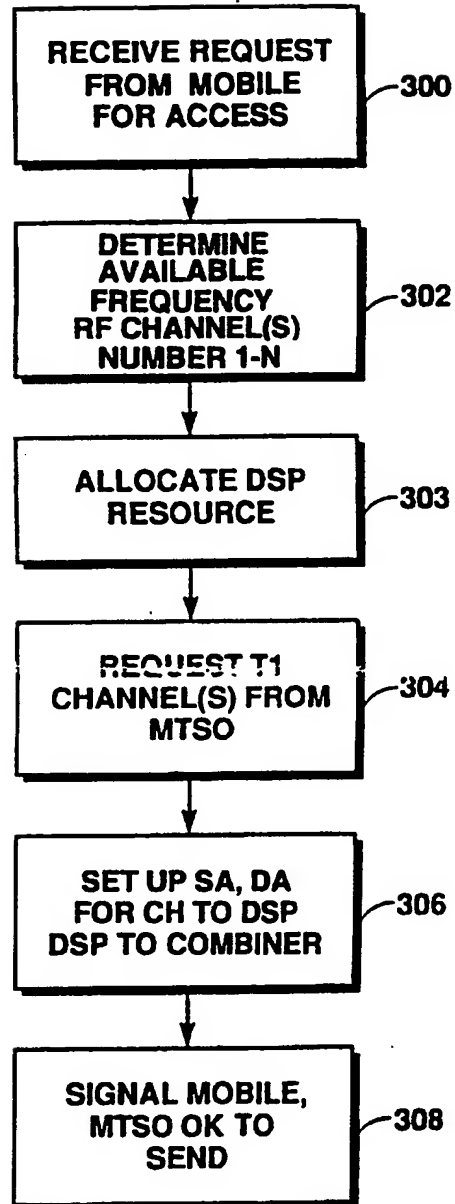 RECEIVE REQUEST
FROM MOBILE
FOR ACCESS
300
DETERMINE
AVAILABLE
FREQUENCY
RF CHANNEL(S)
NUMBER 1-N
302
ALLOCATE DSP
RESOURCE
303
REQUEST T1
CHANNEL(S) FROM
MTSO
304
SET UP SA, DA
FOR CH TO DSP
DSP TO COMBINER
306
SIGNAL MOBILE,
MTSO OK TO
SEND
308